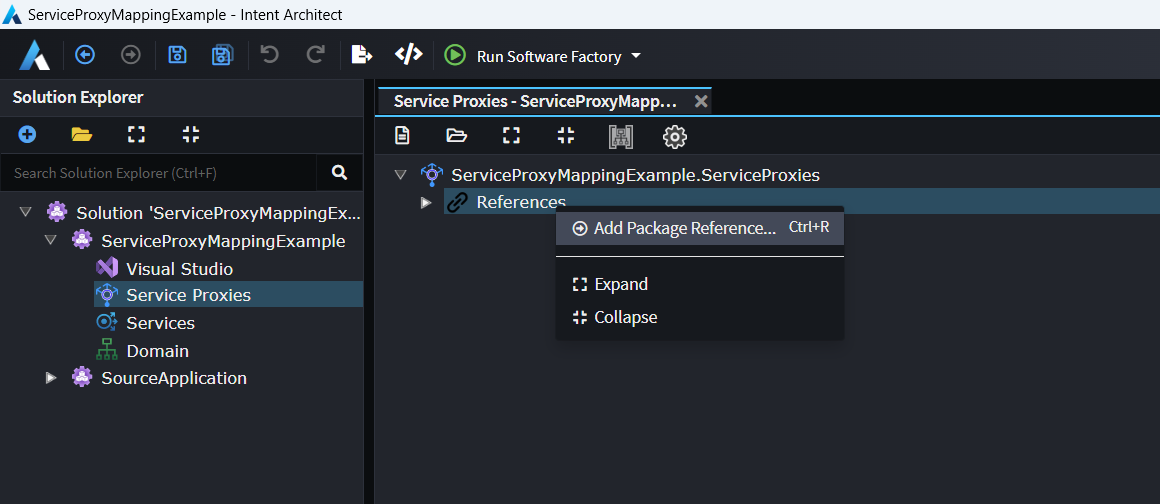 ServiceProxyMappingExample - Intent Architect
Run Software Factory
Solution Explorer
Search Solution Explorer (Ctrl+F)
Solution 'ServiceProxyMappingEx...
ServiceProxyMappingExample
Visual Studio
Service Proxies
Services
Domain
SourceApplication
Service Proxies - ServiceProxyMapp...
ServiceProxyMappingExample.ServiceProxies
References
Add Package Reference... Ctrl+R
Expand
Collapse